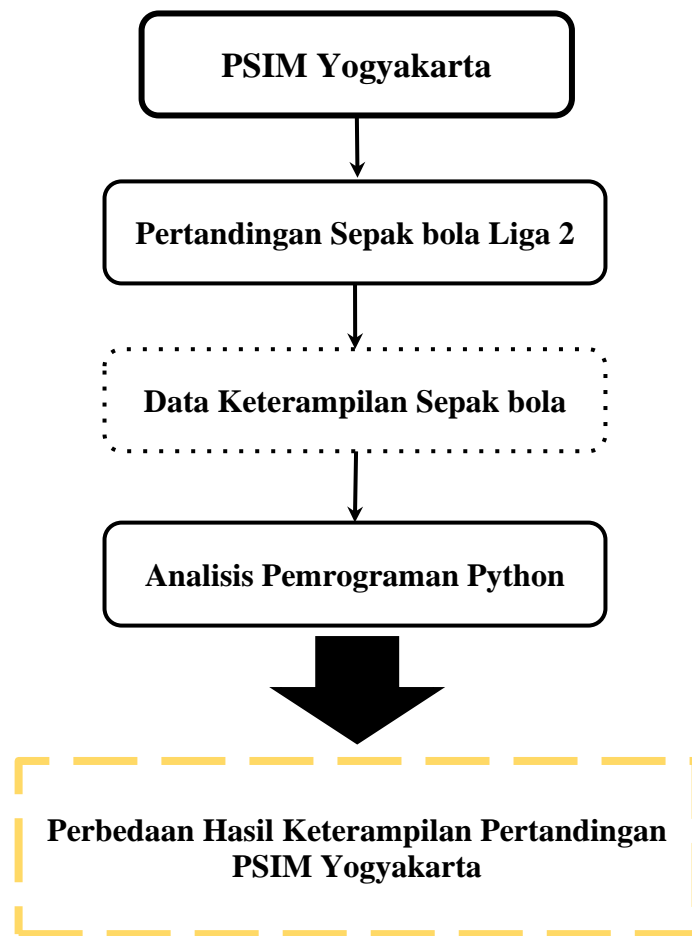 PSIM Yogyakarta
Pertandingan Sepak bola Liga 2
Data Keterampilan Sepak bola
Analisis Pemrograman Python
Perbedaan Hasil Keterampilan Pertandingan
PSIM Yogyakarta